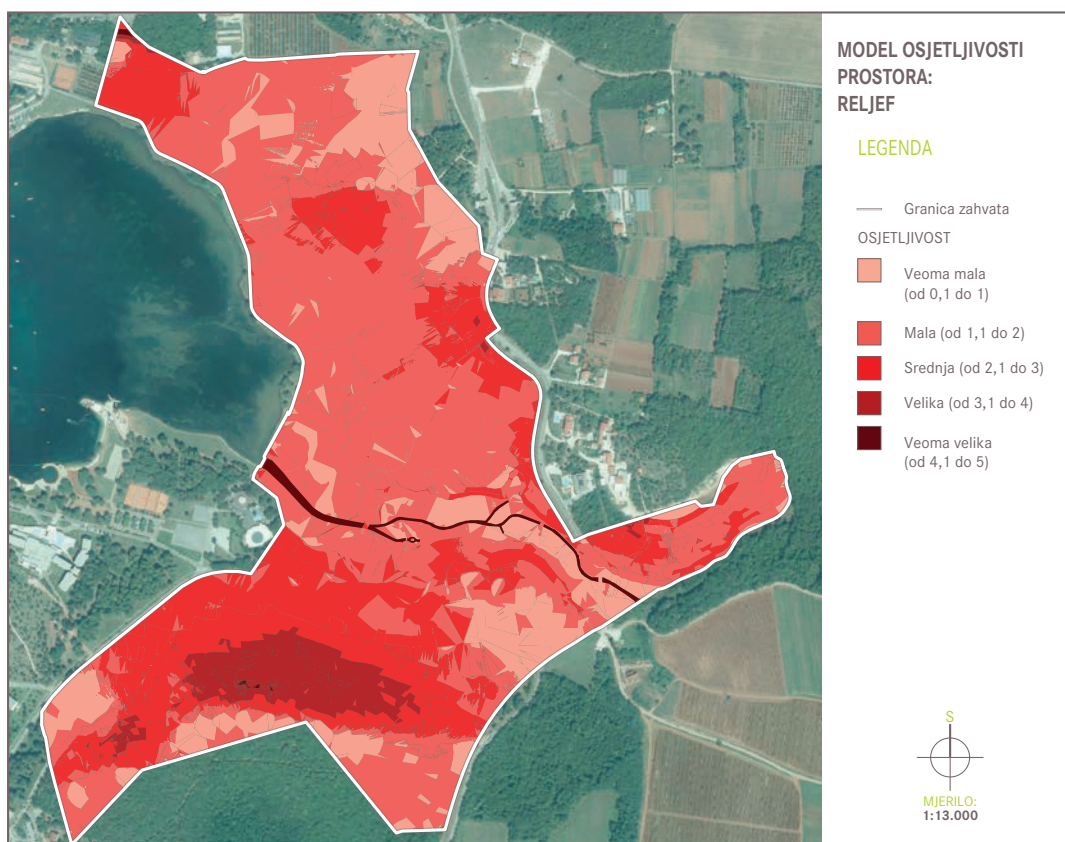 MODEL OSJETLJIVOSTI
PROSTORA:
RELJEF
LEGENDA
Granica zahvata
OSJETLJIVOST
Veoma mala
(od 0,1 do 1)
Mala (od 1,1 do 2)
Srednja (od 2,1 do 3)
Velika (od 3,1 do 4)
Veoma velika
(od 4,1 do 5)
S
MJERILO:
1:13.000